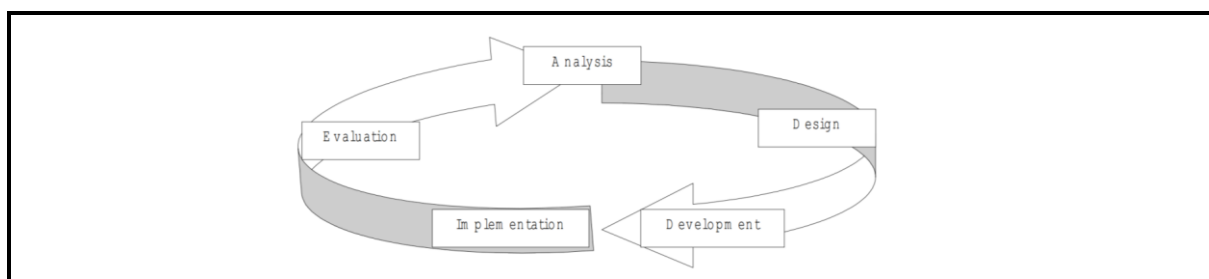 Analysis
Design
Evaluation
Implementation
Development